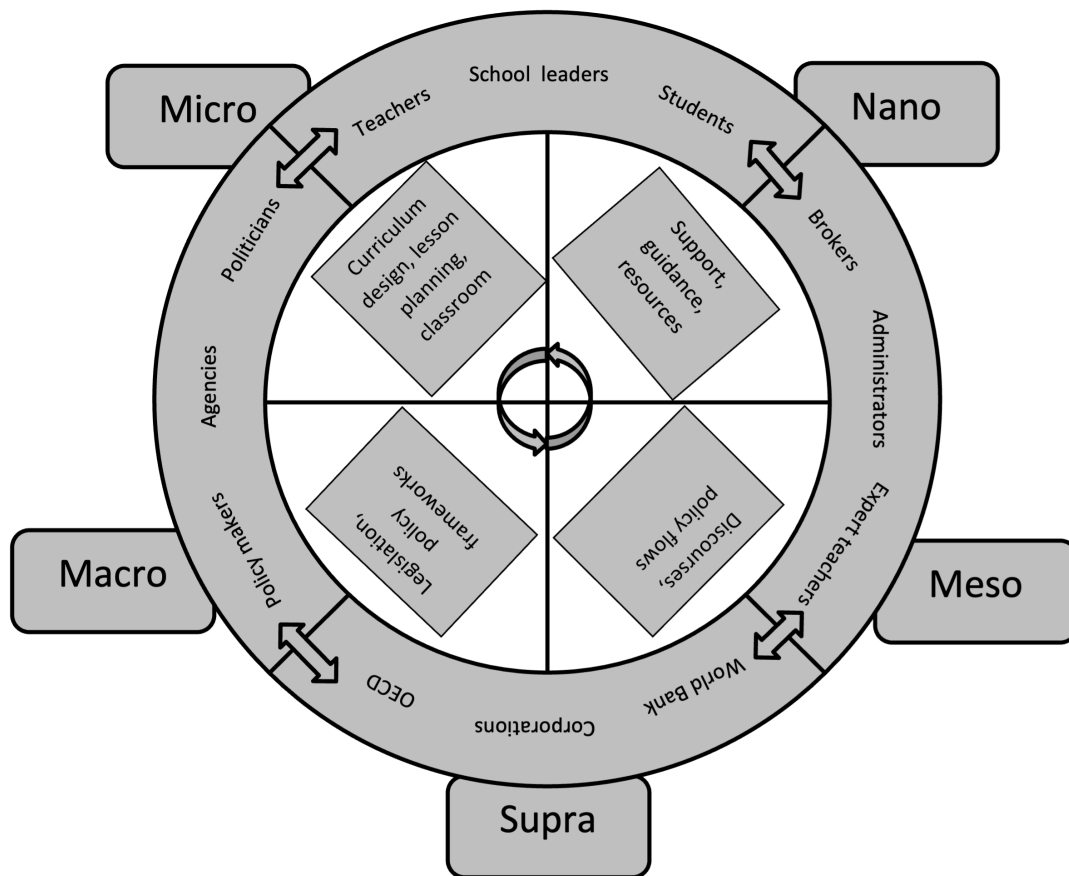 Micro
Nano
School leaders
Teachers
Students
Politicians
Brokers
Curriculum
design, lesson
planning,
classroom
Support,
guidance,
resources
Agencies
Administrators
Legislation,
policy
frameworks
Discourses,
policy flows
Policy makers
Expert teachers
Macro
Meso
OECD
World Bank
Corporations
Supra